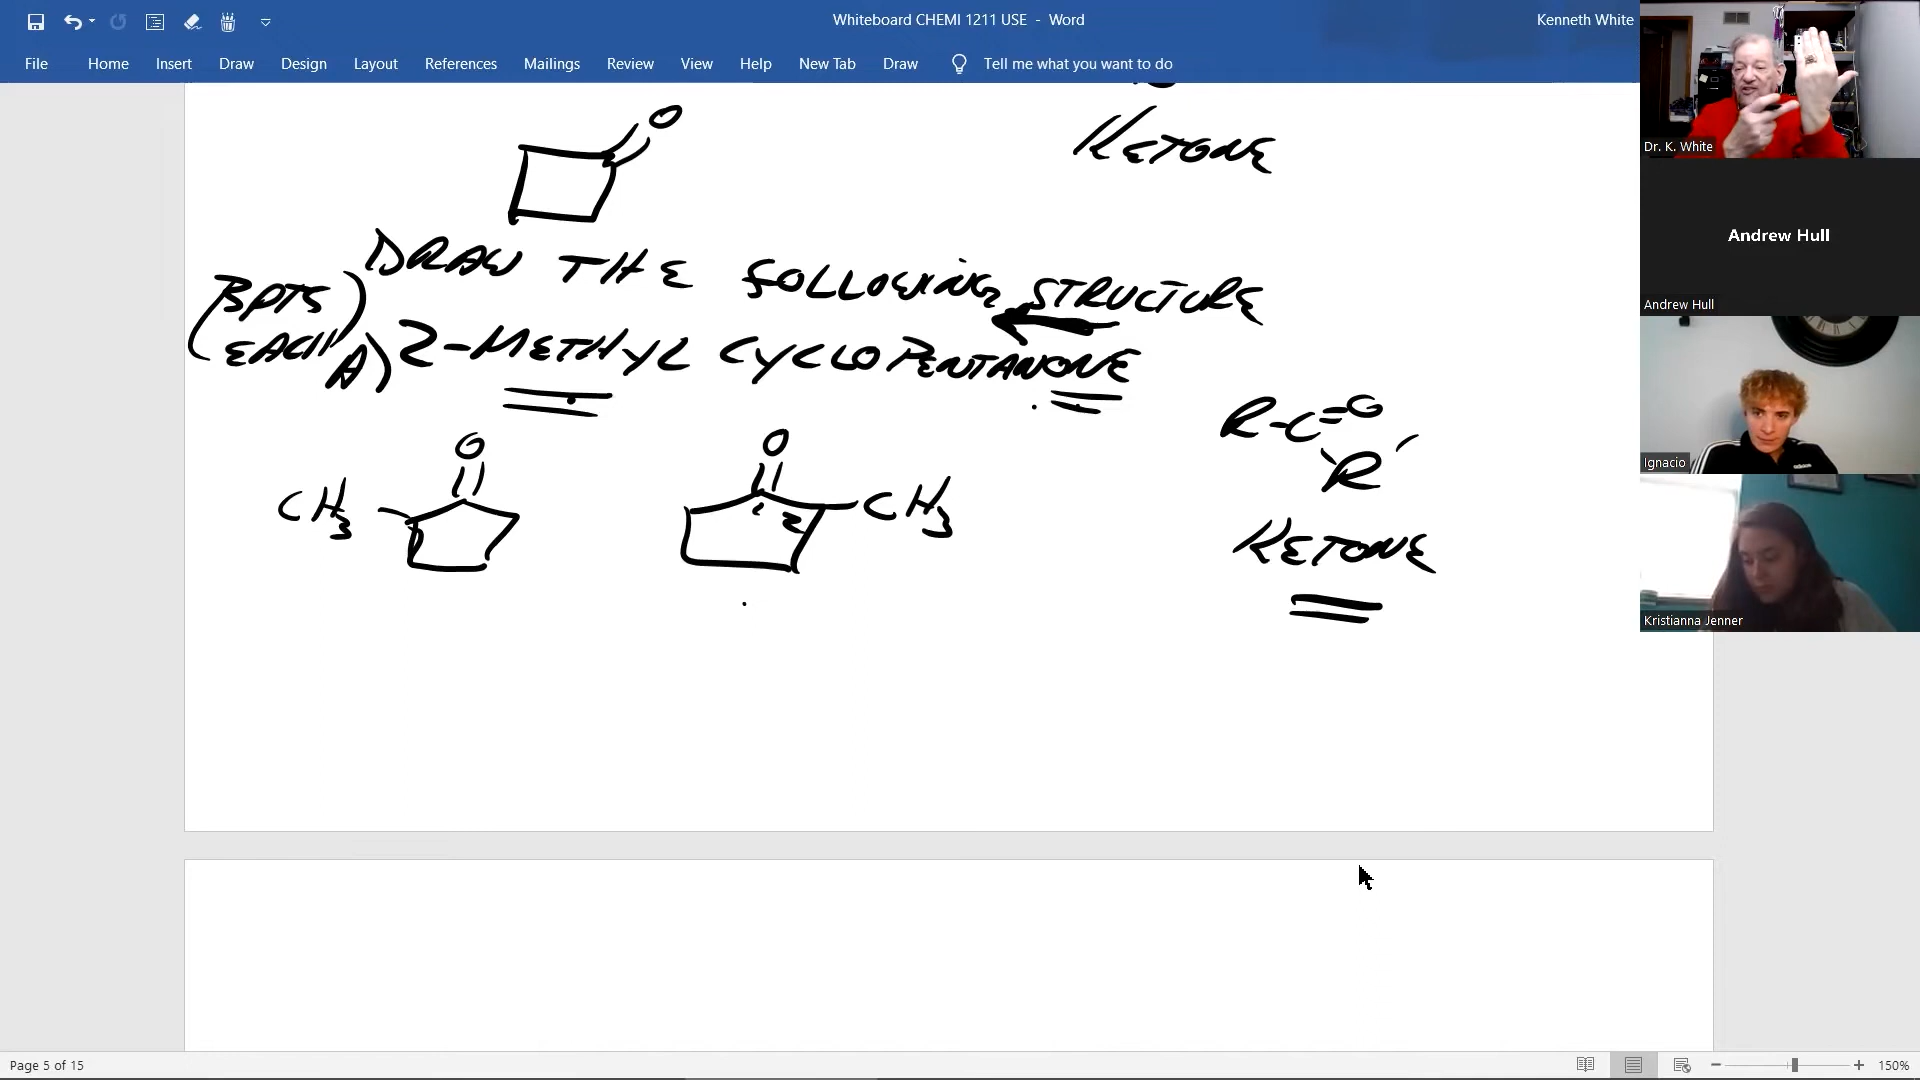 Whiteboard CHEMI 1211 USE - Word
Kenneth White
File Home Insert Draw Design Layout References Mailings Review View Help New Tab Draw Tell me what you want to do
O
KETONE
DRAW THE FOLLOWING STRUCTURE
(3PTS EACH)
A) 2-METHYL CYCLOPENTANONE
O
CH3
O
1 2
CH3
R-C=O
R'
KETONE
Dr. K. White
Andrew Hull
Andrew Hull
Ignacio
Kristianna Jenner
Page 5 of 15
150%